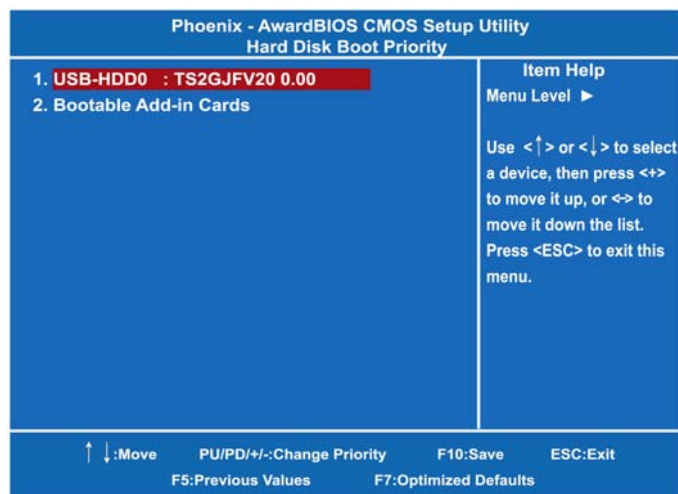 Phoenix - AwardBIOS CMOS Setup Utility
Hard Disk Boot Priority
1. USB-HDD0 : TS2GJFV20 0.00
2. Bootable Add-in Cards
Item Help
Menu Level ►
Use <↑> or <↓> to select
a device, then press <+>
to move it up, or <-> to
move it down the list.
Press <ESC> to exit this
menu.
↑ ↓:Move PU/PD/+/-:Change Priority F10:Save ESC:Exit
F5:Previous Values F7:Optimized Defaults